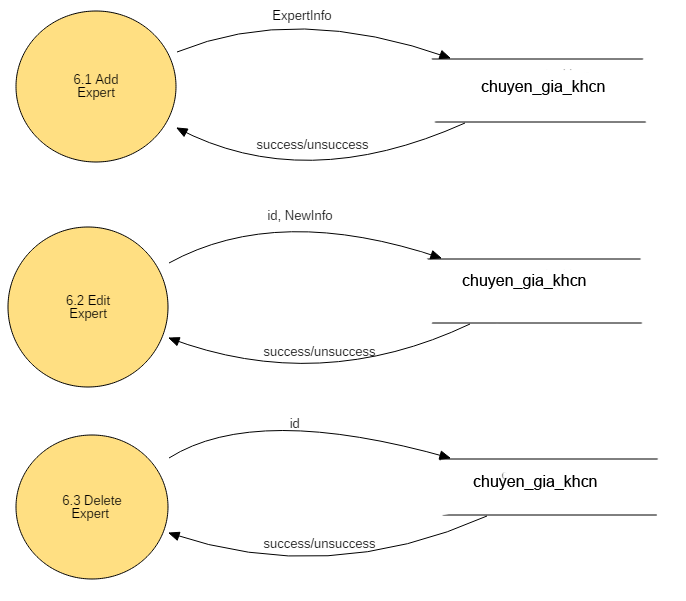 ExpertInfo
6.1 Add
Expert
chuyen_gia_khcn
success/unsuccess
id, NewInfo
6.2 Edit
Expert
chuyen_gia_khcn
success/unsuccess
id
6.3 Delete
Expert
chuyen_gia_khcn
success/unsuccess